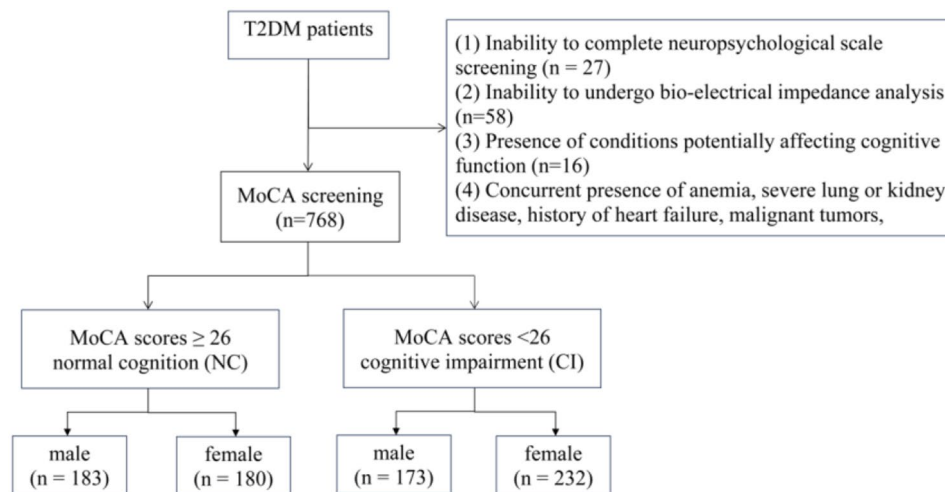 T2DM patients
(1) Inability to complete neuropsychological scale
screening (n = 27)
(2) Inability to undergo bio-electrical impedance analysis
(n=58)
(3) Presence of conditions potentially affecting cognitive
function (n=16)
(4) Concurrent presence of anemia, severe lung or kidney
disease, history of heart failure, malignant tumors,
MoCA screening
(n=768)
MoCA scores ≥ 26
normal cognition (NC)
MoCA scores <26
cognitive impairment (CI)
male
(n = 183)
female
(n = 180)
male
(n = 173)
female
(n = 232)